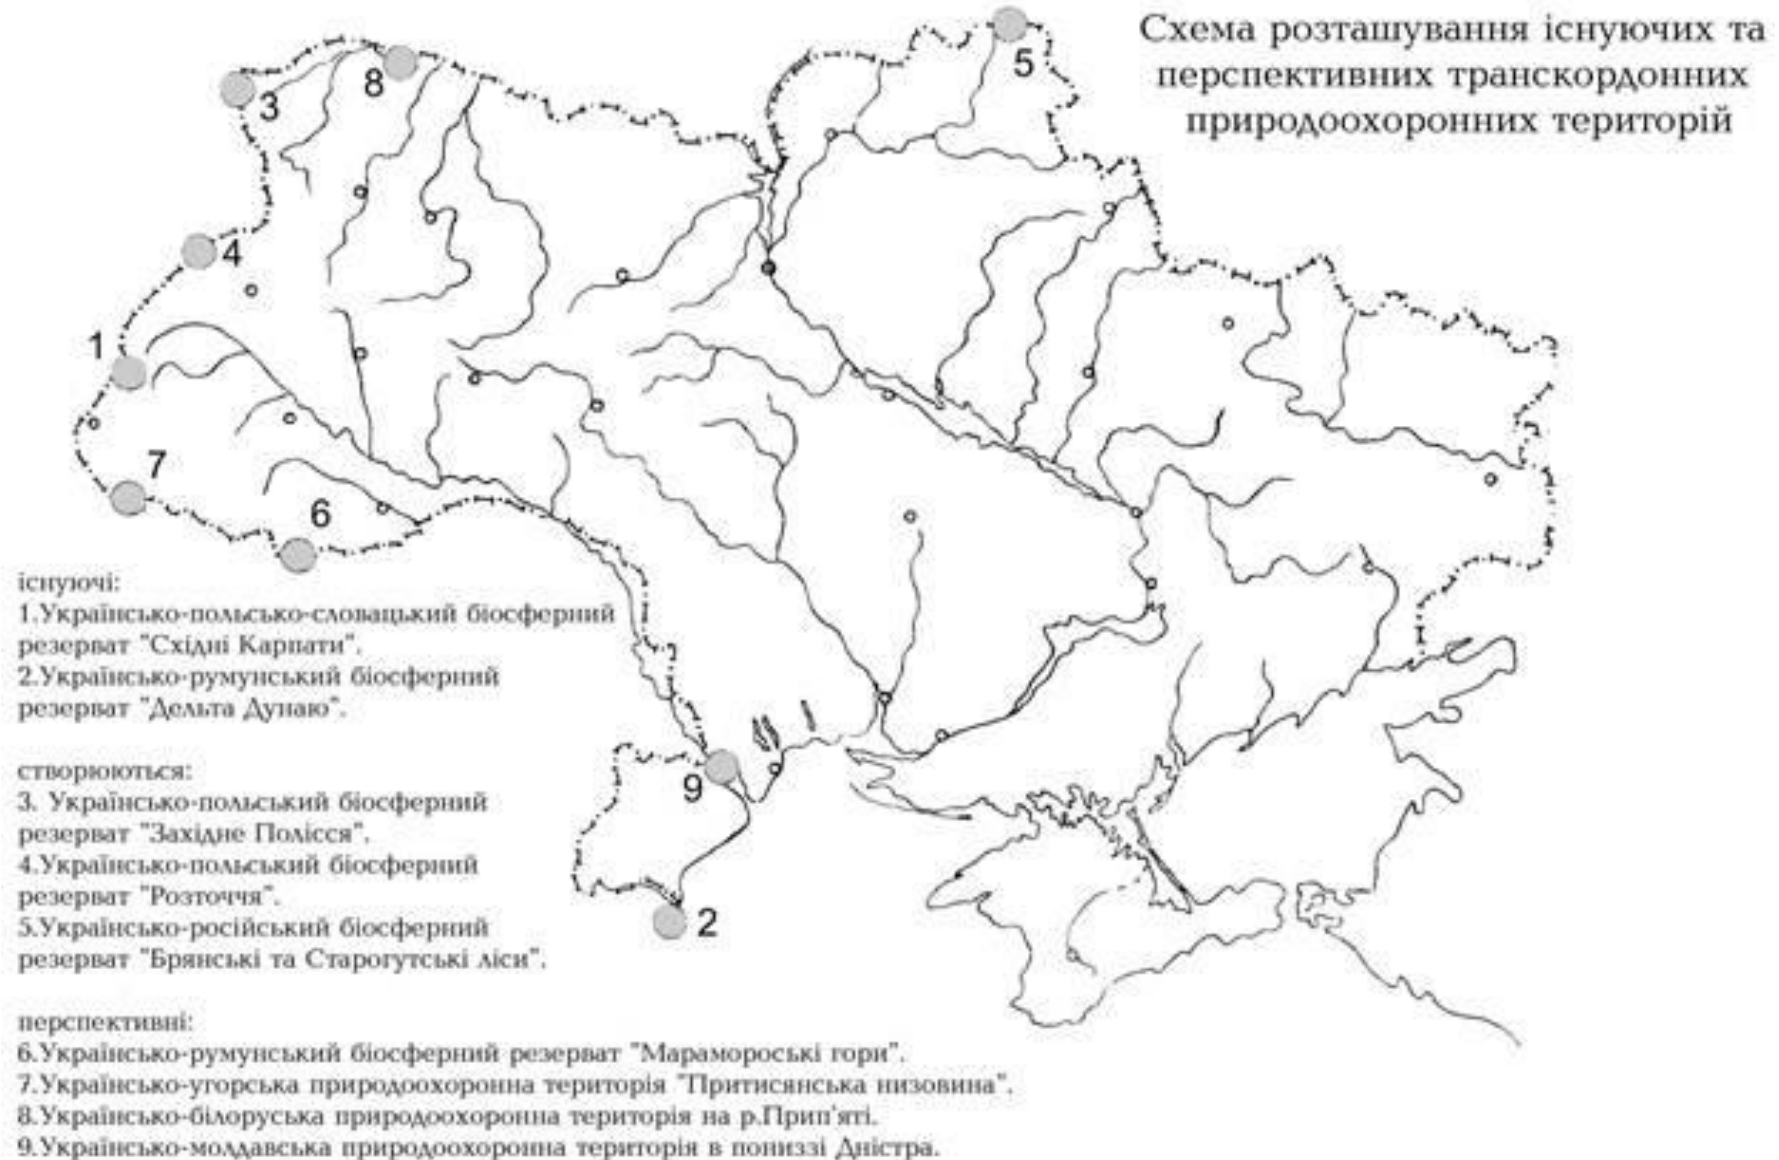 Схема розташування існуючих та
перспективних транскордонних
природоохоронних територій
5
8
3
4
1
7
6
9
2
існуючі:
1.Українсько-польсько-словацький біосферний
резерват "Східні Карпати".
2.Українсько-румунський біосферний
резерват "Дельта Дунаю".
створюються:
3. Українсько-польський біосферний
резерват "Західне Полісся".
4.Українсько-польський біосферний
резерват "Розточчя".
5.Українсько-російський біосферний
резерват "Брянські та Старогутські ліси".
перспективні:
6.Українсько-румунський біосферний резерват "Марамороські гори".
7.Українсько-угорська природоохоронна територія "Притисянська низовина".
8.Українсько-білоруська природоохоронна територія на р.Прип'яті.
9.Українсько-молдавська природоохоронна територія в пониззі Дністра.